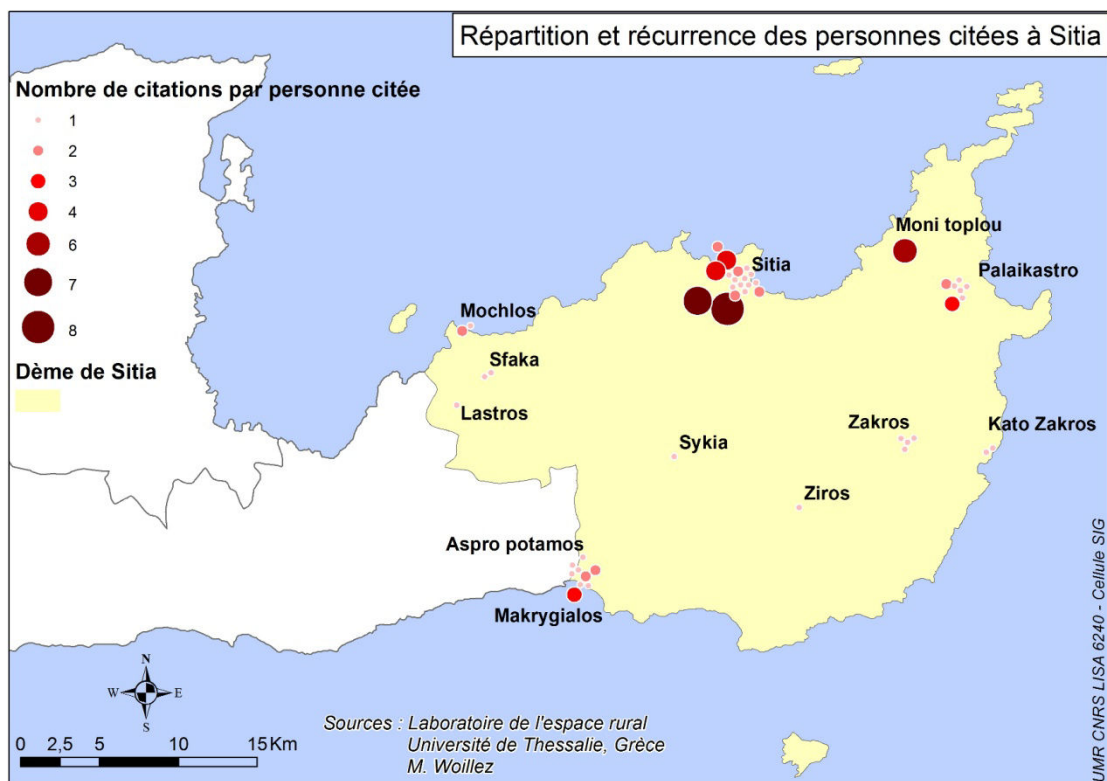 Répartition et récurrence des personnes citées à Sitia
Nombre de citations par personne citée
1
2
3
4
6
7
8
Dème de Sitia
Moni toplou
Sitia
Palaikastro
Mochlos
Sfaka
Lastros
Sykia
Zakros
Kato Zakros
Ziros
Aspro potamos
Makrygialos
N
W
E
S
0 2,5 5 10 15 Km
Sources : Laboratoire de l'espace rural
Université de Thessalie, Grèce
M. Woillez
UMR CNRS LISA 6240 - Cellule SIG